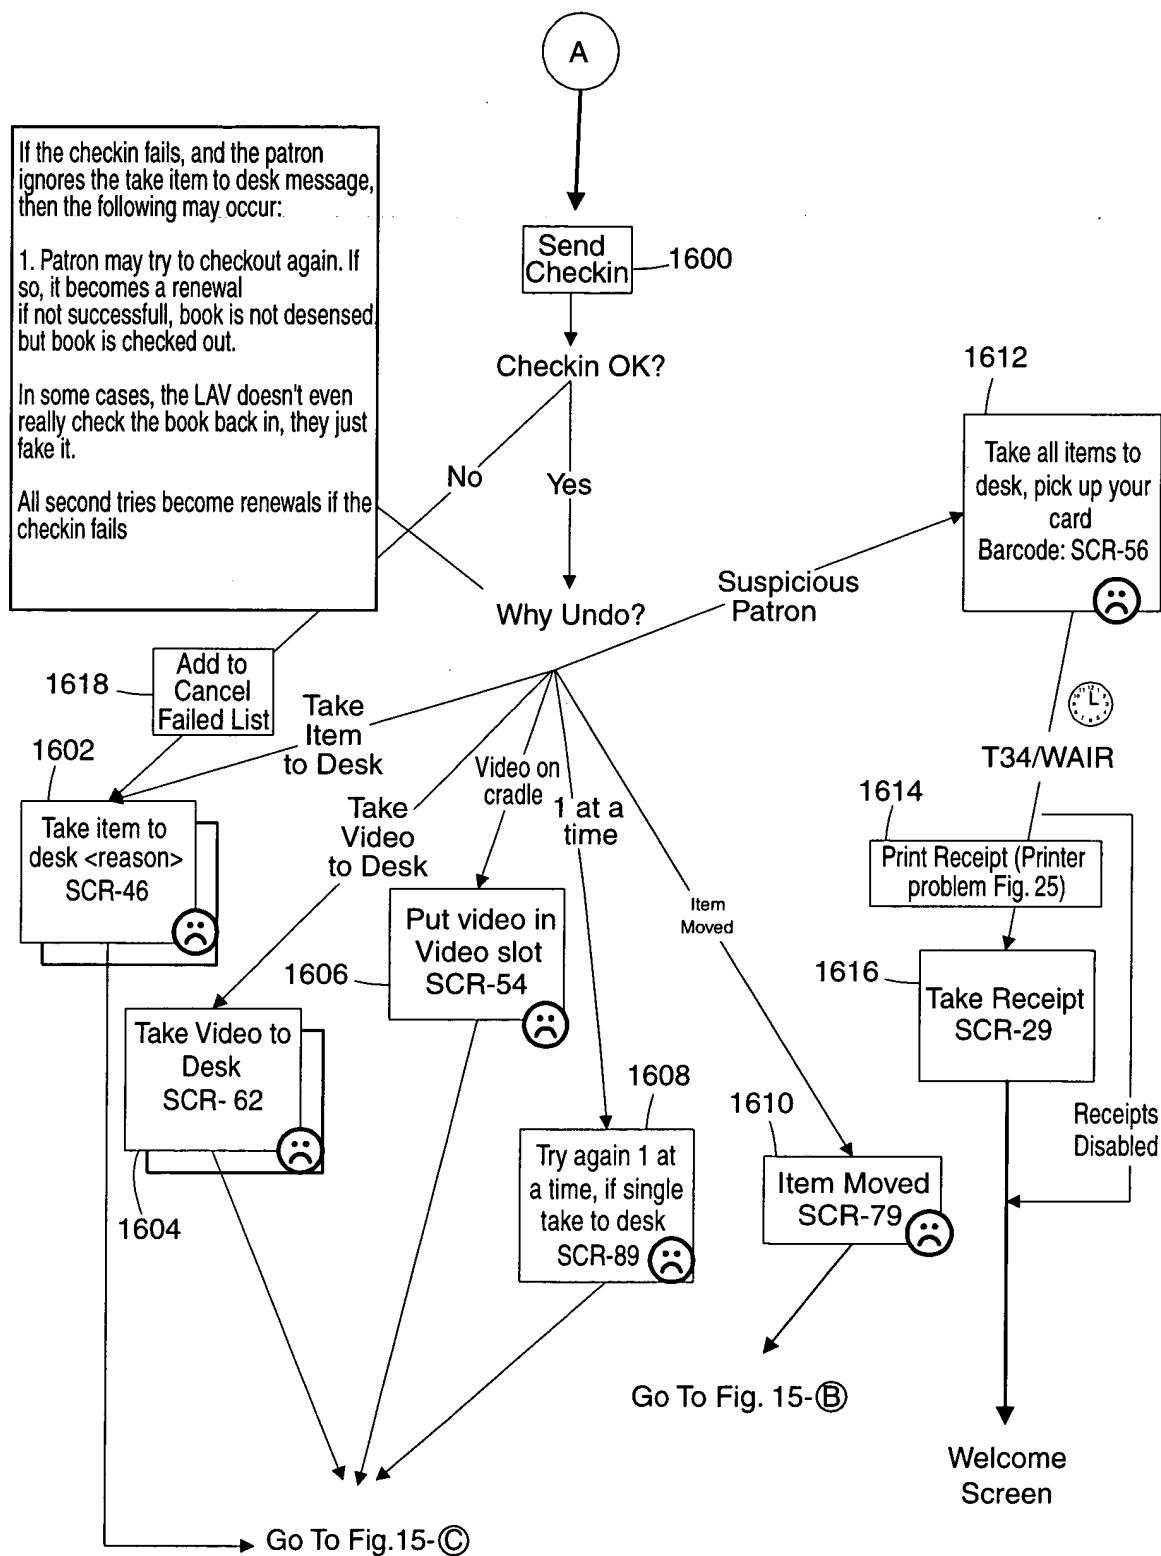 A
If the checkin fails, and the patron
ignores the take item to desk message,
then the following may occur:
1. Patron may try to checkout again. If
so, it becomes a renewal
if not successfull, book is not desensed
but book is checked out.
In some cases, the LAV doesn't even
really check the book back in, they just
fake it.
All second tries become renewals if the
checkin fails
Send
Checkin
1600
Checkin OK?
No
Yes
Why Undo?
Suspicious
Patron
1612
Take all items to
desk, pick up your
card
Barcode: SCR-56
1618
Add to
Cancel
Failed List
Take
Item
to Desk
Take
Video
to Desk
Video on
cradle
1 at a
time
Item
Moved
T34/WAIR
1602
Take item to
desk <reason>
SCR-46
1614
Print Receipt (Printer
problem Fig. 25)
1606
Put video in
Video slot
SCR-54
1616
Take Receipt
SCR-29
Take Video to
Desk
SCR- 62
1604
1608
Try again 1 at
a time, if single
take to desk
SCR-89
1610
Item Moved
SCR-79
Receipts
Disabled
Go To Fig. 15-B
Welcome
Screen
Go To Fig.15-C